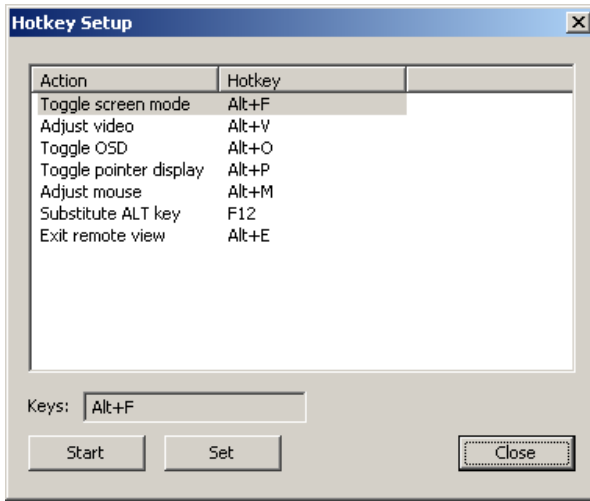 Hotkey Setup
Action Hotkey
Toggle screen mode Alt+F
Adjust video Alt+V
Toggle OSD Alt+O
Toggle pointer display Alt+P
Adjust mouse Alt+M
Substitute ALT key F12
Exit remote view Alt+E
Keys: Alt+F
Start Set Close